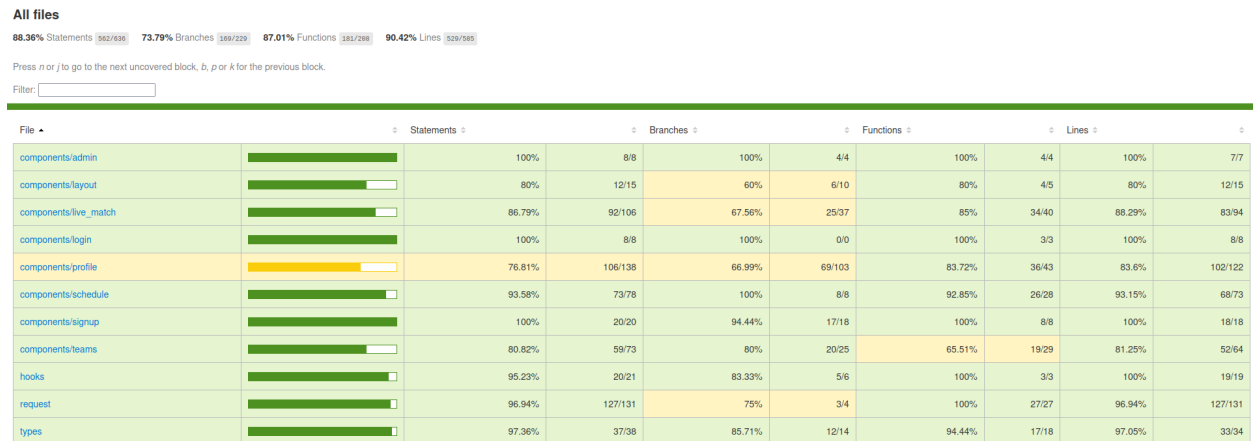 All files
88.36% Statements 562/636 73.79% Branches 169/229 87.01% Functions 181/208 90.42% Lines 529/585
Press n or j to go to the next uncovered block, b, p or k for the previous block.
Filter:
File Statements Branches Functions Lines
components/admin 100% 8/8 100% 4/4 100% 4/4 100% 7/7
components/layout 80% 12/15 60% 6/10 80% 4/5 80% 12/15
components/live_match 86.79% 92/106 67.56% 25/37 85% 34/40 88.29% 83/94
components/login 100% 8/8 100% 0/0 100% 3/3 100% 8/8
components/profile 76.81% 106/138 66.99% 69/103 83.72% 36/43 83.6% 102/122
components/schedule 93.58% 73/78 100% 8/8 92.85% 26/28 93.15% 68/73
components/signup 100% 20/20 94.44% 17/18 100% 8/8 100% 18/18
components/teams 80.82% 59/73 80% 20/25 65.51% 19/29 81.25% 52/64
hooks 95.23% 20/21 83.33% 5/6 100% 3/3 100% 19/19
request 96.94% 127/131 75% 3/4 100% 27/27 96.94% 127/131
types 97.36% 37/38 85.71% 12/14 94.44% 17/18 97.05% 33/34